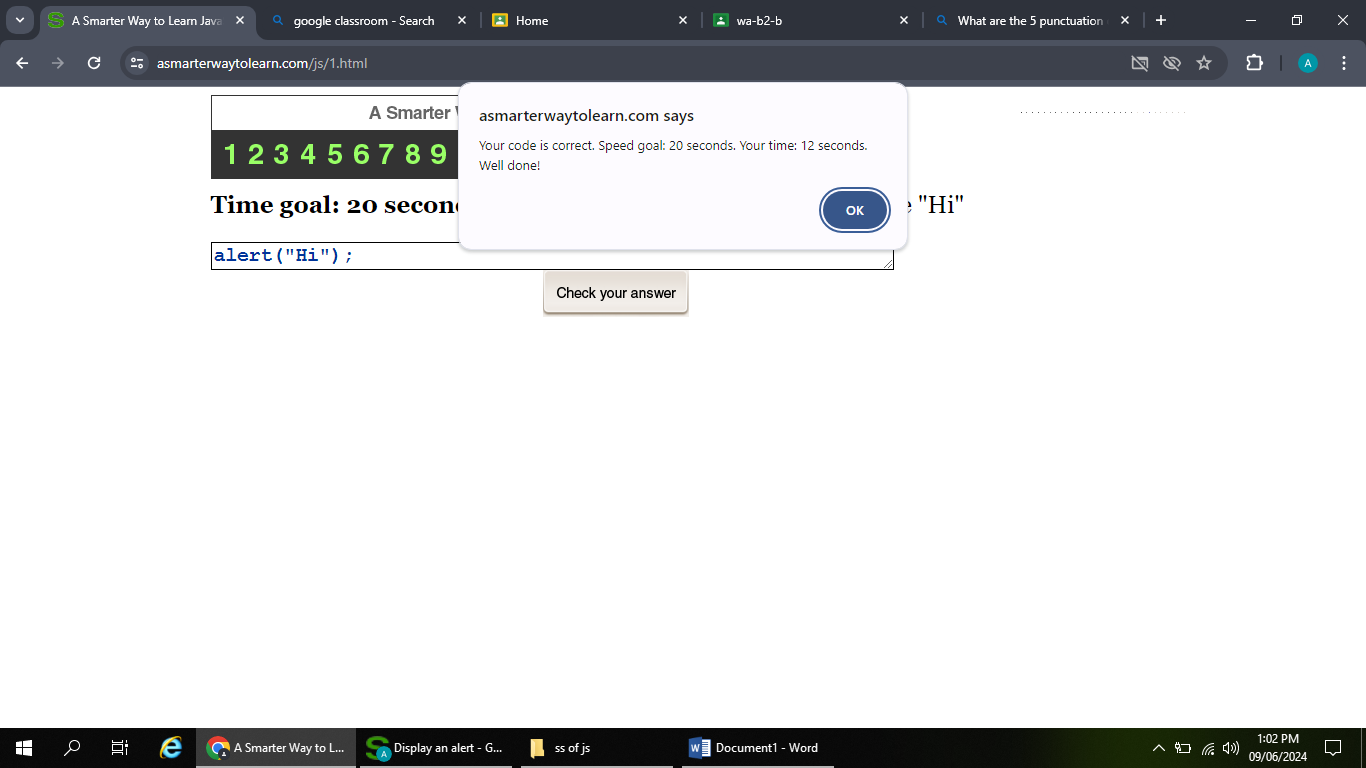 A Smarter Way to Learn Java
google classroom - Search
Home
wa-b2-b
What are the 5 punctuation
asmarterwaytolearn.com/js/1.html
A
A Smarter
asmarterwaytolearn.com says
Your code is correct. Speed goal: 20 seconds. Your time: 12 seconds.
Well done!
OK
1 2 3 4 5 6 7 8 9
Time goal: 20 secon
"Hi"
alert("Hi");
Check your answer
A Smarter Way to L...
A
Display an alert - G...
ss of js
Document1 - Word
1:02 PM
09/06/2024